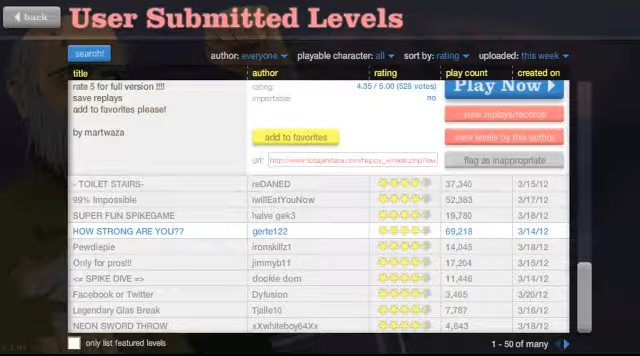 back
User Submitted Levels
search!
author: everyone playable character: all sort by: rating uploaded: this week
title author rating play count created on
rate 5 for full version !!!!
save replays
add to favorites please!
by martwaza
rating: 4.35 / 5.00 (528 votes)
importable: no
add to favorites
url: http://www.totaljerkface.com/happy_wheels.php?lev
Play Now
view replays/records
view levels by this author
flag as inappropriate
- TOILET STAIRS- reDANED 37,340 3/15/12
99% Impossible IwillEatYouNow 52,383 3/17/12
SUPER FUN SPIKEGAME halve gek3 19,780 3/18/12
HOW STRONG ARE YOU?? gerte122 69,218 3/14/12
Pewdiepie ironskillz1 14,045 3/18/12
Only for pros!!! jimmyb11 17,204 3/15/12
<= SPIKE DIVE => dookie dom 11,446 3/14/12
Facebook or Twitter Dyfusion 3,465 3/20/12
Legendary Glas Break Tjalle10 7,787 3/16/12
NEON SWORD THROW xXwhiteboy64Xx 4,843 3/18/12
only list featured levels
1 - 50 of many